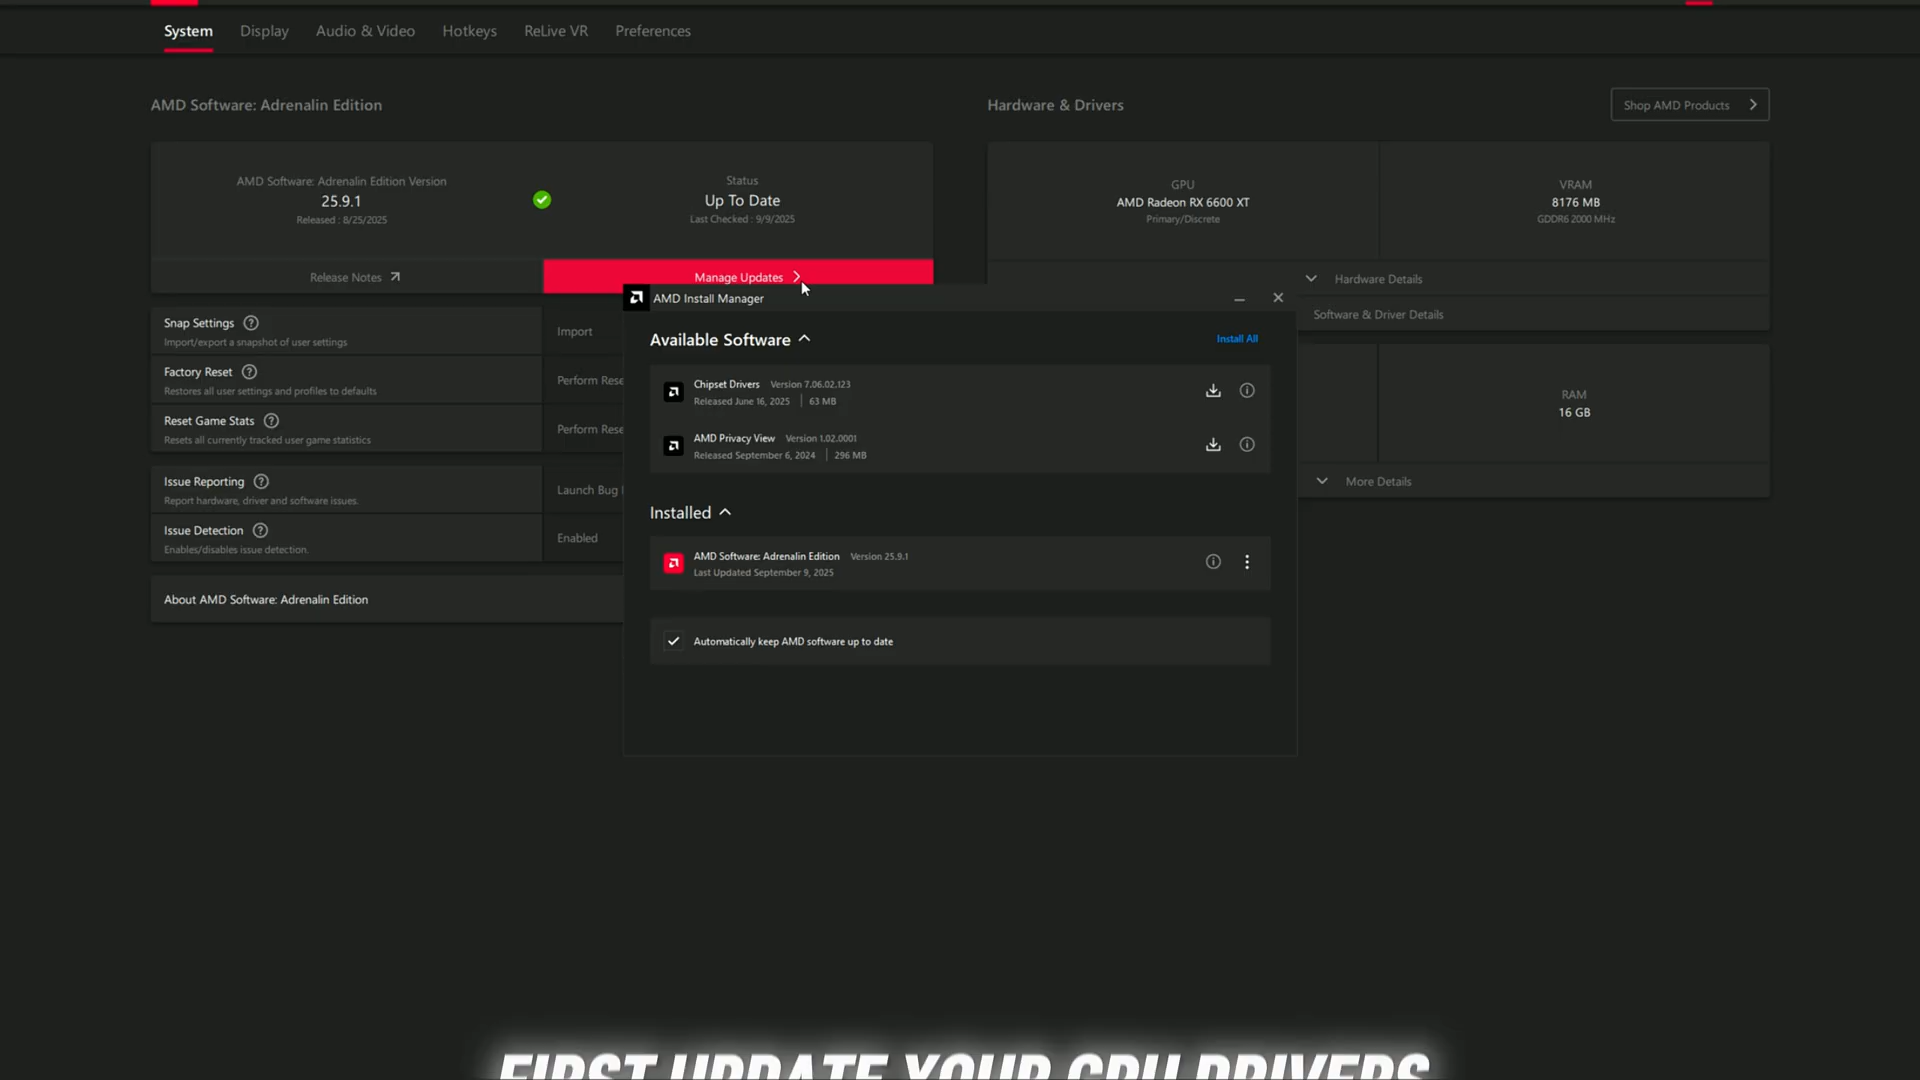 System Display Audio & Video Hotkeys ReLive VR Preferences
AMD Software: Adrenalin Edition
Hardware & Drivers
Shop AMD Products
AMD Software: Adrenalin Edition Version
25.9.1
Released : 8/25/2025
Status
Up To Date
Last Checked : 9/9/2025
GPU
AMD Radeon RX 6600 XT
Primary/Discrete
VRAM
8176 MB
GDDR6 2000 MHz
Release Notes
Manage Updates
Hardware Details
Software & Driver Details
Snap Settings
Import/export a snapshot of user settings
Import
Factory Reset
Restores all user settings and profiles to defaults
Perform Rese
Reset Game Stats
Resets all currently tracked user game statistics
Perform Rese
Issue Reporting
Report hardware, driver and software issues.
Launch Bug
Issue Detection
Enables/disables issue detection.
Enabled
About AMD Software: Adrenalin Edition
AMD Install Manager
Available Software
Install All
Chipset Drivers Version 7.06.02.123
Released June 16, 2025 | 63 MB
AMD Privacy View Version 1.02.0001
Released September 6, 2024 | 296 MB
Installed
AMD Software: Adrenalin Edition Version 25.9.1
Last Updated September 9, 2025
Automatically keep AMD software up to date
RAM
16 GB
More Details
FIRST UPDATE YOUR GPU DRIVERS